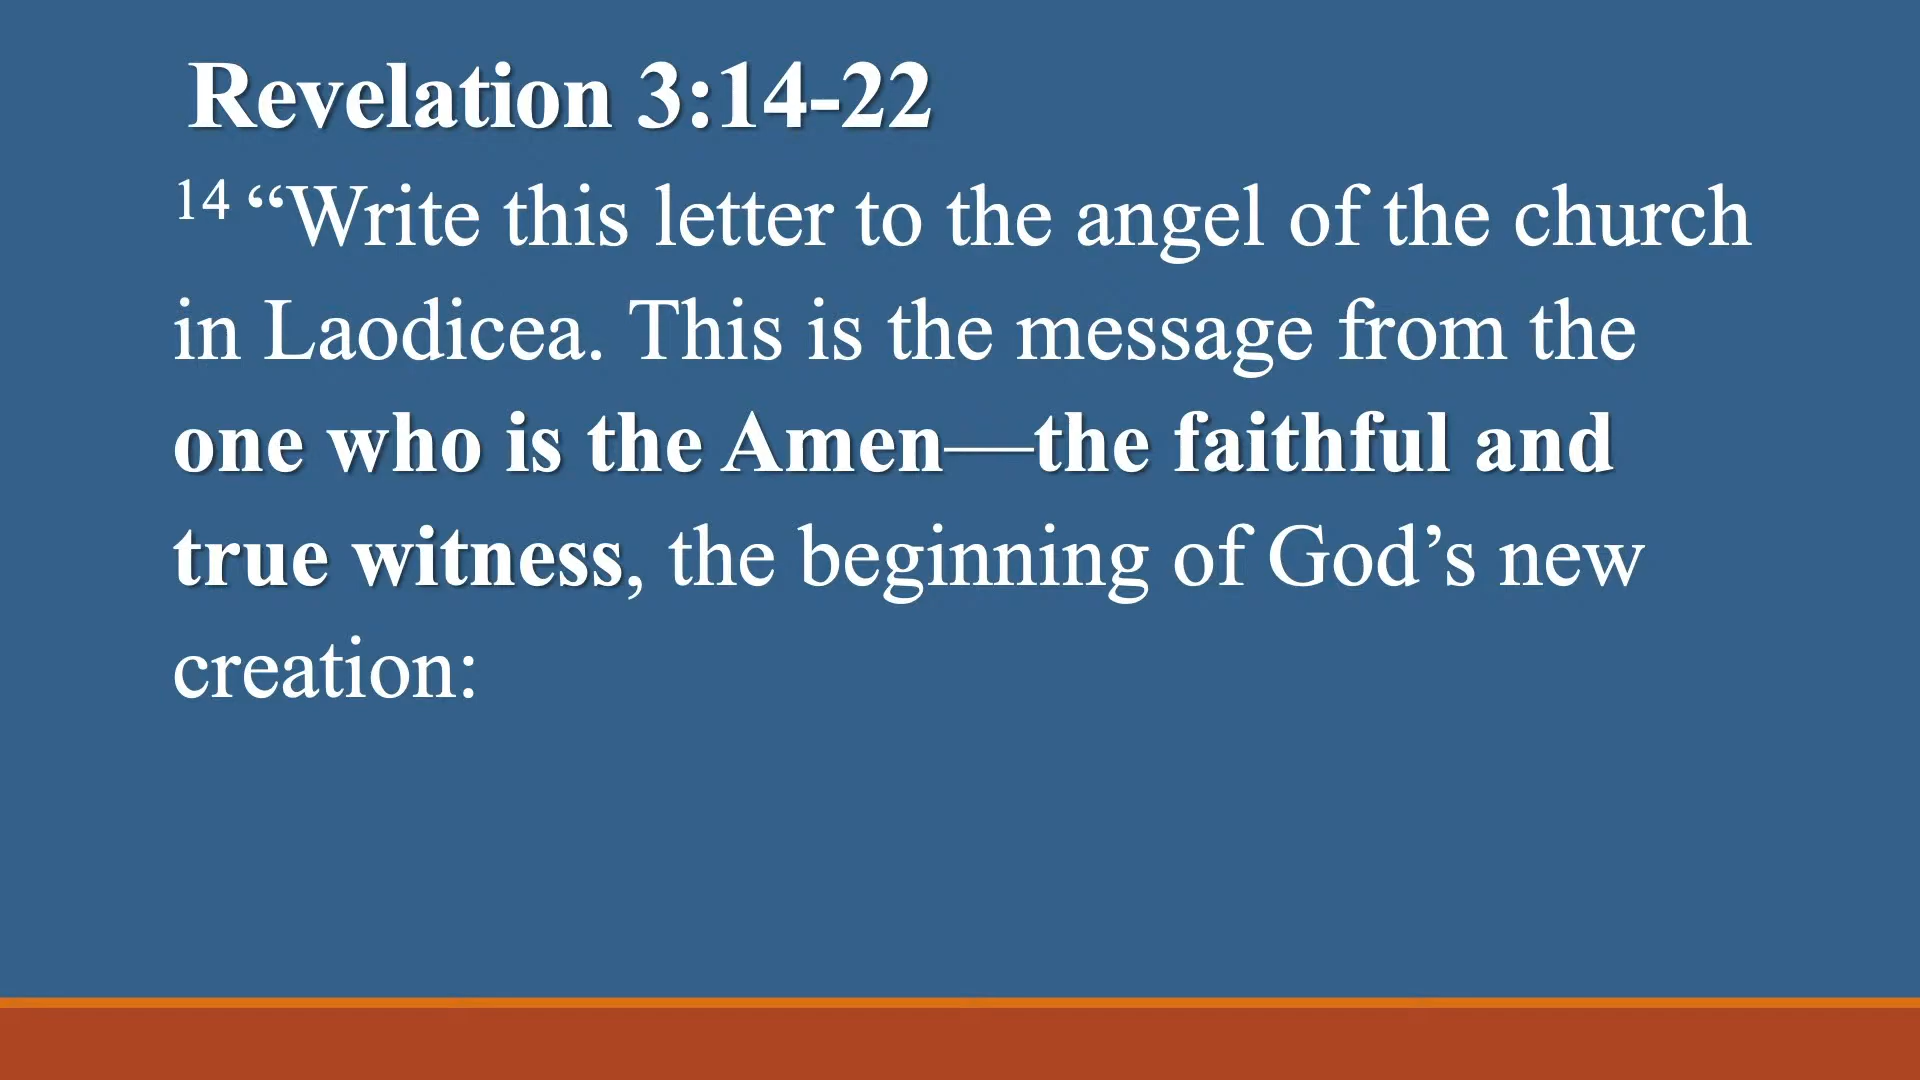 Revelation 3:14-22
14 “Write this letter to the angel of the church
in Laodicea. This is the message from the
one who is the Amen—the faithful and
true witness, the beginning of God’s new
creation: